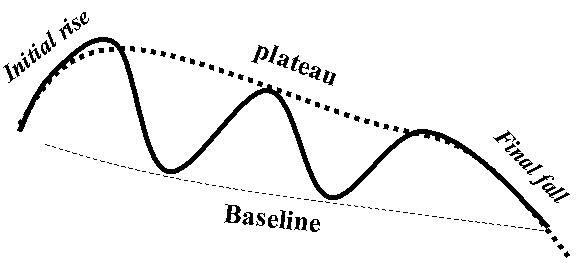 Initial rise
plateau
Final fall
Baseline